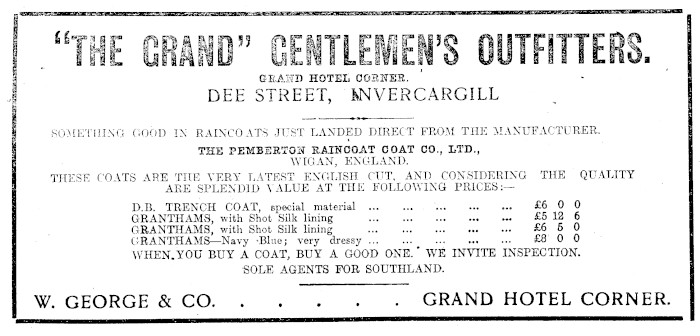 "THE GRAND" GENTLEMEN'S OUTFITTERS.
GRAND HOTEL CORNER.
DEE STREET, INVERCARGILL
SOMETHING GOOD IN RAINCOATS JUST LANDED DIRECT FROM THE MANUFACTURER.
THE PEMBERTON RAINCOAT COAT CO., LTD.,
WIGAN, ENGLAND.
THESE COATS ARE THE VERY LATEST ENGLISH CUT, AND CONSIDERING THE QUALITY
ARE SPLENDID VALUE AT THE FOLLOWING PRICES:—
D.B. TRENCH COAT, special material ... ... ... ... ... £6 0 0
GRANTHAMS, with Shot Silk lining ... ... ... ... ... £5 12 6
GRANTHAMS, with Shot Silk lining ... ... ... ... ... £6 5 0
GRANTHAMS—Navy Blue; very dressy ... ... ... ... ... £8 0 0
WHEN YOU BUY A COAT, BUY A GOOD ONE. WE INVITE INSPECTION.
SOLE AGENTS FOR SOUTHLAND.
W. GEORGE & CO. . . . . . GRAND HOTEL CORNER.